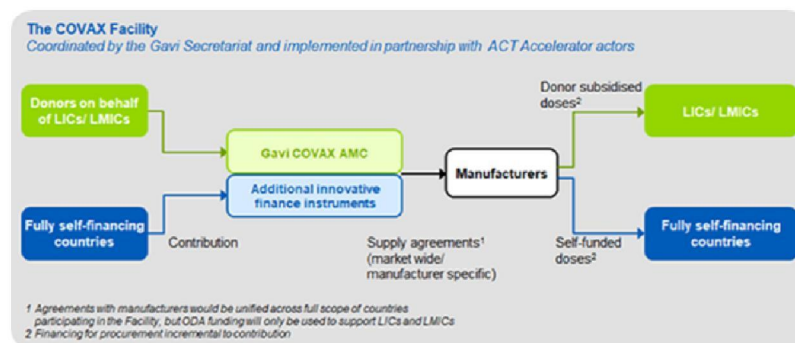 The COVAX Facility
Coordinated by the Gavi Secretariat and implemented in partnership with ACT Accelerator actors
Donors on behalf
of LICs/ LMICs
Gavi COVAX AMC
Additional innovative
finance instruments
Fully self-financing
countries
Contribution
Manufacturers
Supply agreements¹
(market wide/
manufacturer specific)
Donor subsidised
doses²
LICs/ LMICs
Self-funded
doses²
Fully self-financing
countries
1 Agreements with manufacturers would be unified across full scope of countries
participating in the Facility, but ODA funding will only be used to support LICs and LMICs
2 Financing for procurement incremental to contribution